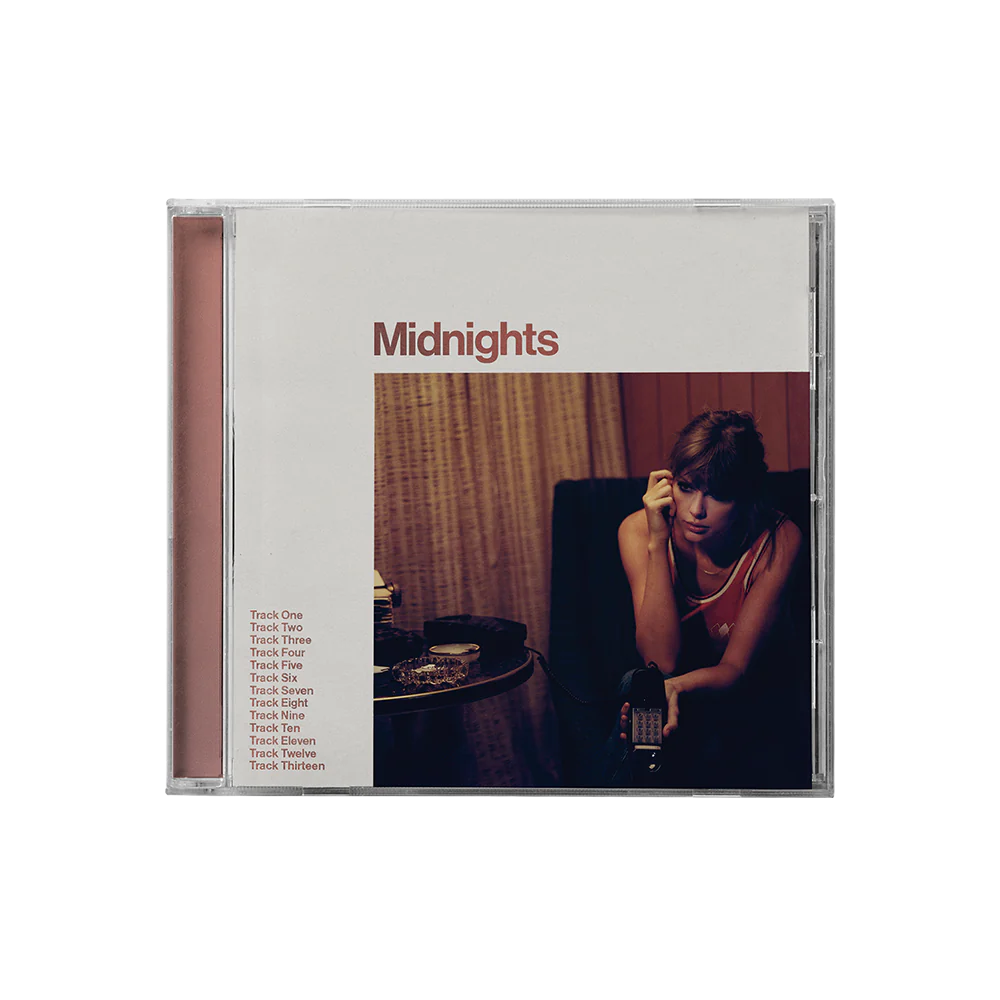 Midnights
Track One
Track Two
Track Three
Track Four
Track Five
Track Six
Track Seven
Track Eight
Track Nine
Track Ten
Track Eleven
Track Twelve
Track Thirteen